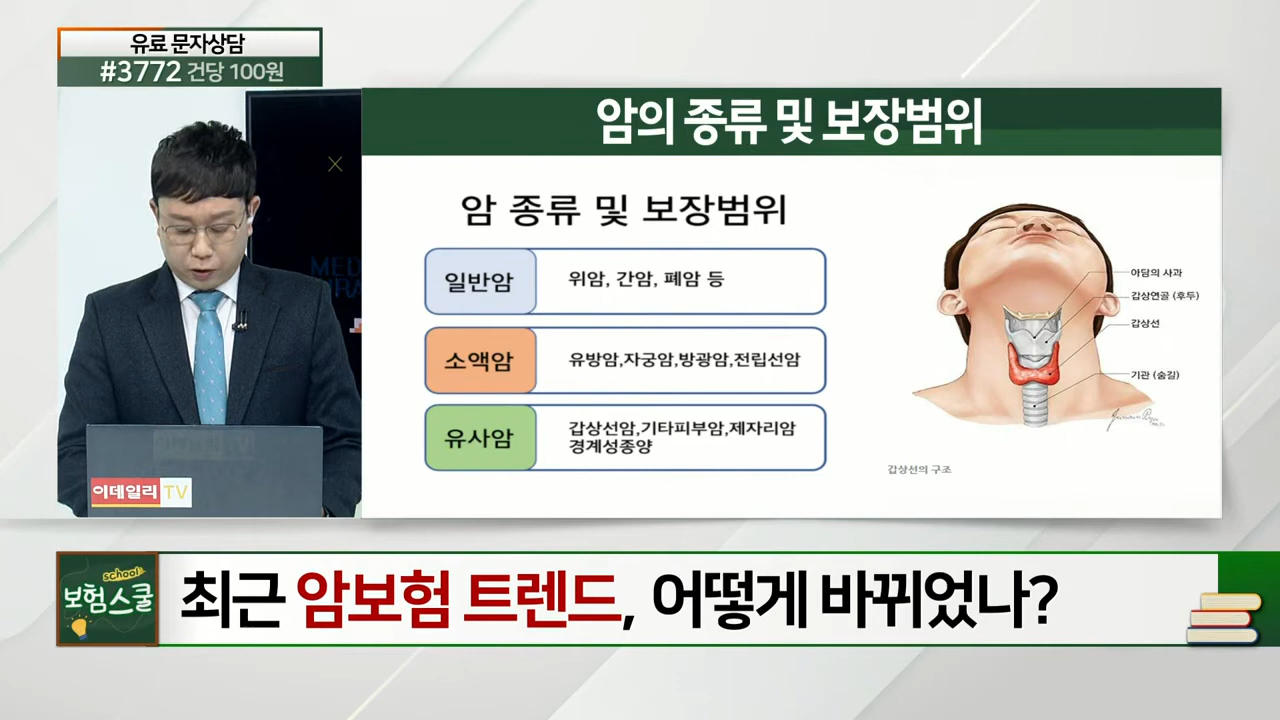 유료 문자상담
#3772 건당 100원
암의 종류 및 보장범위
암 종류 및 보장범위
일반암
위암, 간암, 폐암 등
소액암
유방암,자궁암,방광암,전립선암
유사암
갑상선암,기타피부암,제자리암
경계성종양
아담의 사과
갑상연골 (후두)
갑상선
기관 (숨길)
갑상선의 구조
이데일리 TV
school
보험스쿨
최근 암보험 트렌드, 어떻게 바뀌었나?